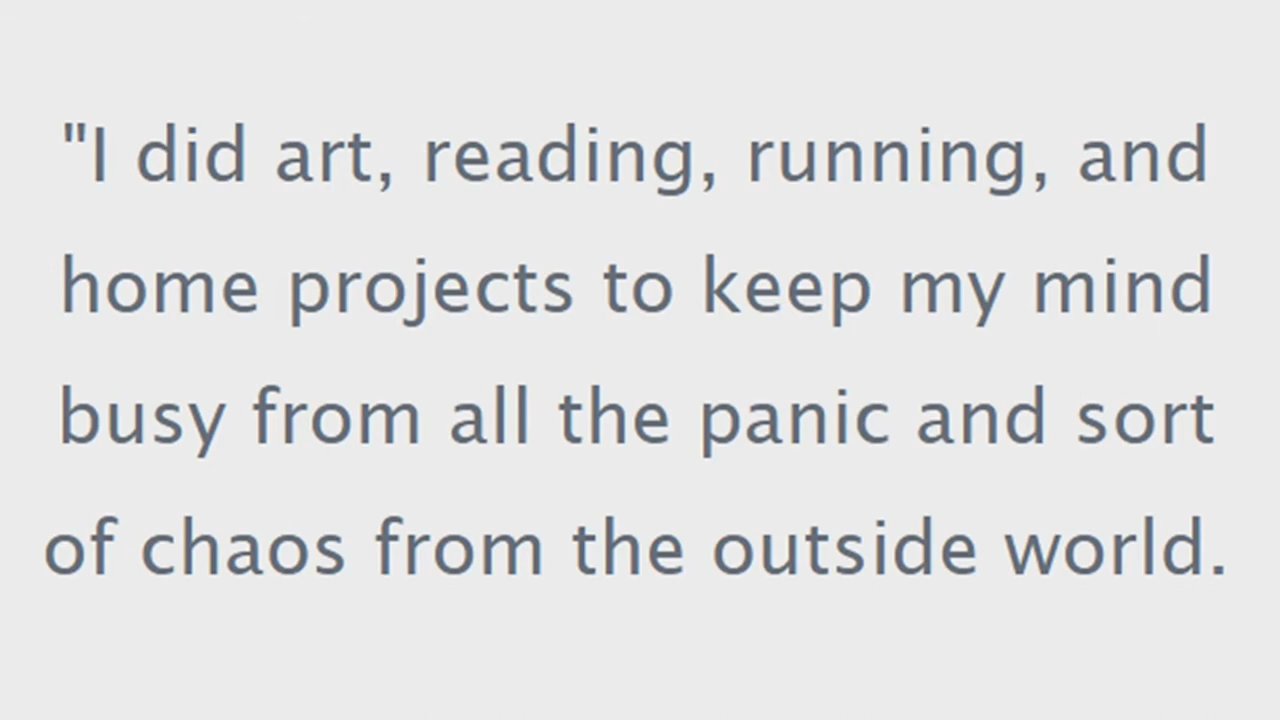 "I did art, reading, running, and
home projects to keep my mind
busy from all the panic and sort
of chaos from the outside world.